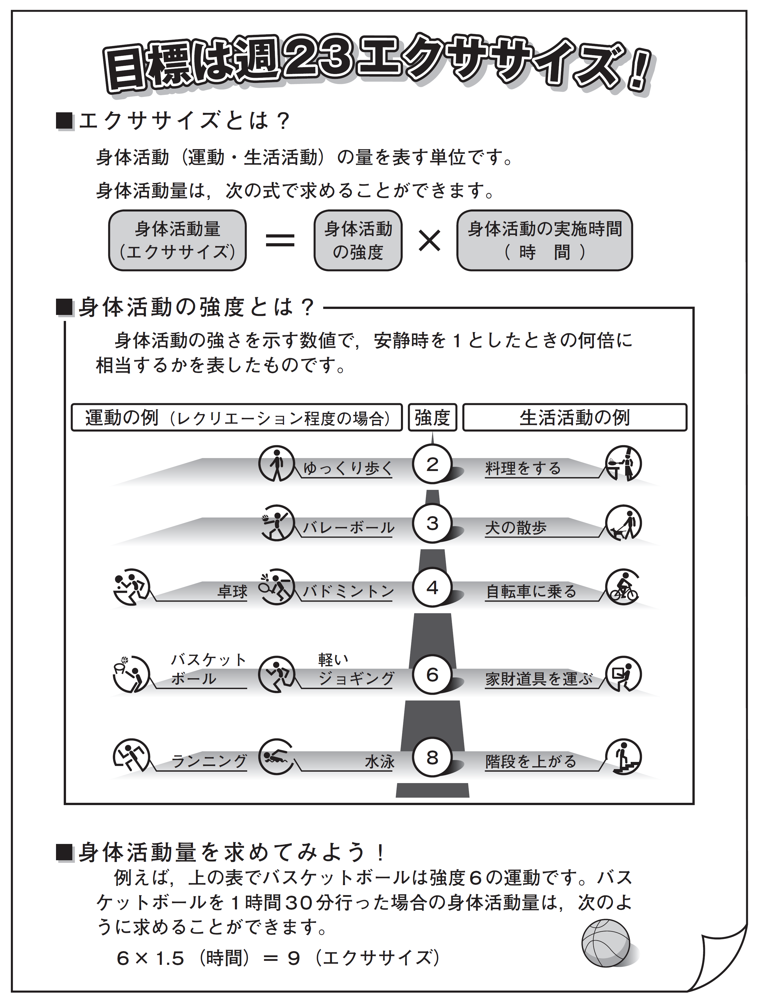 目標は週23エクササイズ！
■エクササイズとは？
身体活動（運動・生活活動）の量を表す単位です。
身体活動量は，次の式で求めることができます。
身体活動量
（エクササイズ）
＝
身体活動
の強度
×
身体活動の実施時間
（ 時　間 ）
■身体活動の強度とは？
身体活動の強さを示す数値で，安静時を１としたときの何倍に
相当するかを表したものです。
運動の例（レクリエーション程度の場合）　強度　生活活動の例
ゆっくり歩く　2　料理をする
バレーボール　3　犬の散歩
卓球　バドミントン　4　自転車に乗る
バスケット
ボール
軽い
ジョギング
6　家財道具を運ぶ
ランニング　水泳　8　階段を上がる
■身体活動量を求めてみよう！
例えば，上の表でバスケットボールは強度６の運動です。バス
ケットボールを１時間３０分行った場合の身体活動量は，次のよ
うに求めることができます。
６× 1.5（時間）＝ ９（エクササイズ）